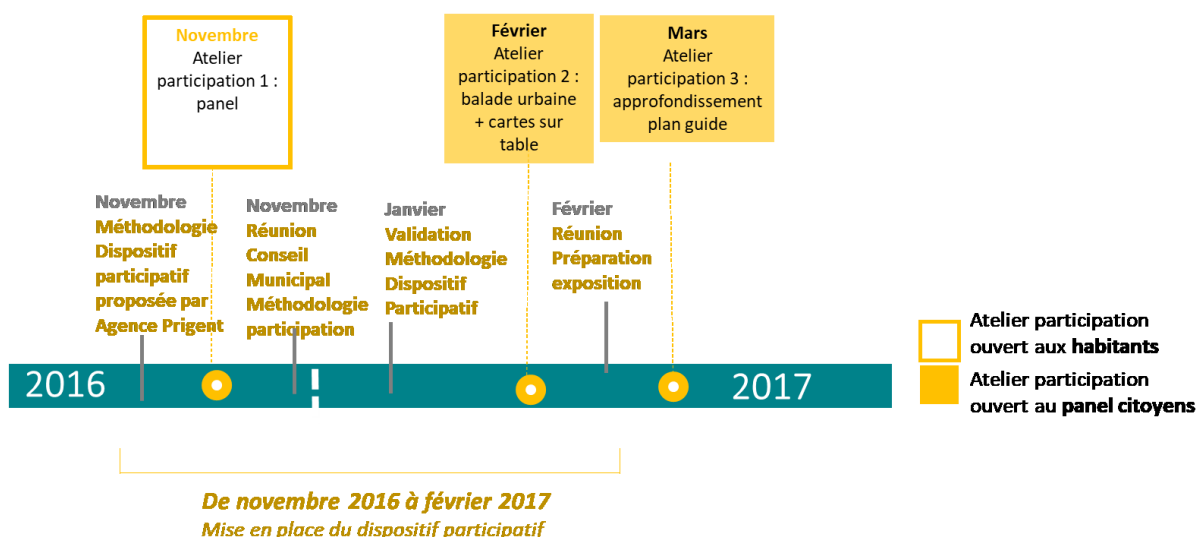 Novembre
Atelier
participation 1 :
panel
Février
Atelier
participation 2 :
balade urbaine
+ cartes sur
table
Mars
Atelier
participation 3 :
approfondissement
plan guide
Novembre
Méthodologie
Dispositif
participatif
proposée par
Agence Prigent
Novembre
Réunion
Conseil
Municipal
Méthodologie
participation
Janvier
Validation
Méthodologie
Dispositif
Participatif
Février
Réunion
Préparation
exposition
2016
2017
Atelier participation
ouvert aux habitants
Atelier participation
ouvert au panel citoyens
De novembre 2016 à février 2017
Mise en place du dispositif participatif